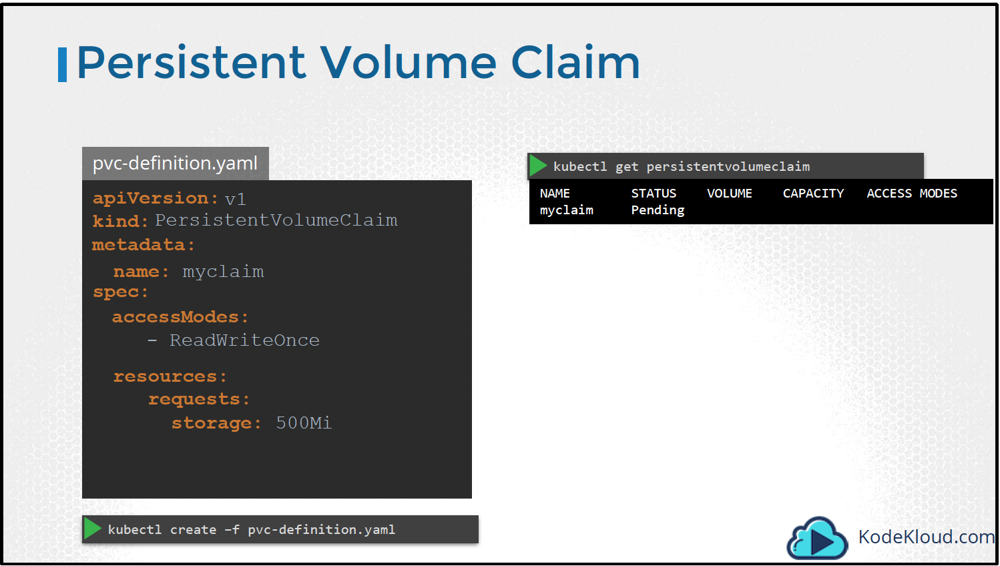 Persistent Volume Claim
pvc-definition.yaml
apiVersion: v1
kind: PersistentVolumeClaim
metadata:
name: myclaim
spec:
accessModes:
- ReadWriteOnce
resources:
requests:
storage: 500Mi
kubectl create –f pvc-definition.yaml
kubectl get persistentvolumeclaim
NAME STATUS VOLUME CAPACITY ACCESS MODES
myclaim Pending
KodeKloud.com